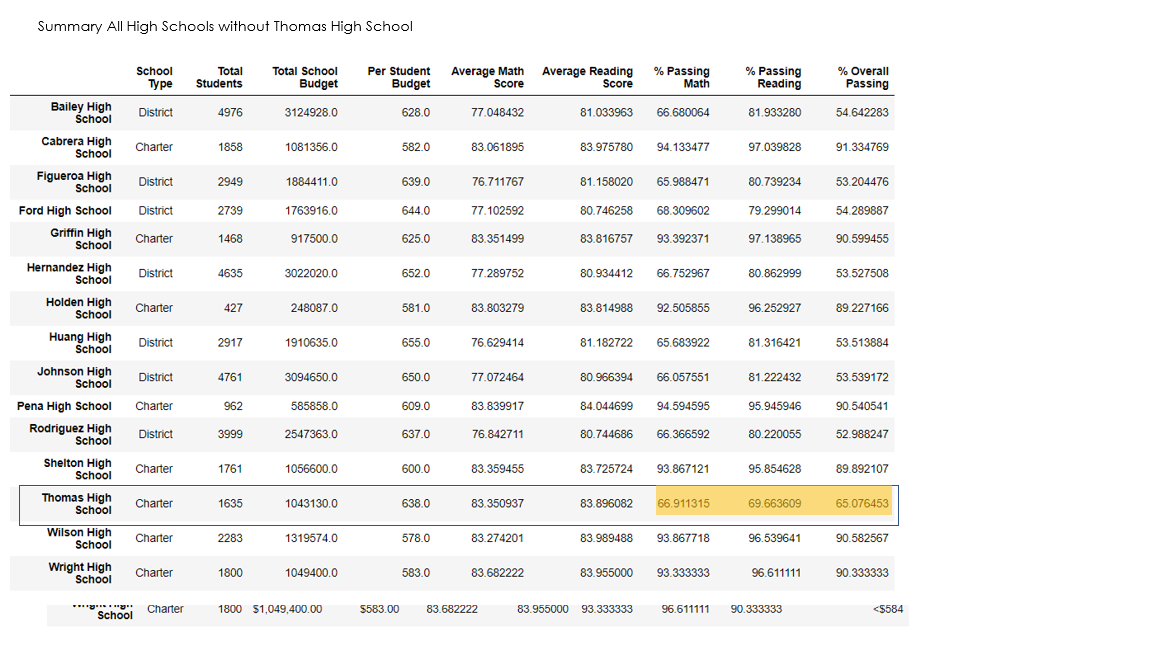 Summary All High Schools without Thomas High School
School Type Total Students Total School Budget Per Student Budget Average Math Score Average Reading Score % Passing Math % Passing Reading % Overall Passing
Bailey High School District 4976 3124928.0 628.0 77.048432 81.033963 66.680064 81.933280 54.642283
Cabrera High School Charter 1858 1081356.0 582.0 83.061895 83.975780 94.133477 97.039828 91.334769
Figueroa High School District 2949 1884411.0 639.0 76.711767 81.158020 65.988471 80.739234 53.204476
Ford High School District 2739 1763916.0 644.0 77.102592 80.746258 68.309602 79.299014 54.289887
Griffin High School Charter 1468 917500.0 625.0 83.351499 83.816757 93.392371 97.138965 90.599455
Hernandez High School District 4635 3022020.0 652.0 77.289752 80.934412 66.752967 80.862999 53.527508
Holden High School Charter 427 248087.0 581.0 83.803279 83.814988 92.505855 96.252927 89.227166
Huang High School District 2917 1910635.0 655.0 76.629414 81.182722 65.683922 81.316421 53.513884
Johnson High School District 4761 3094650.0 650.0 77.072464 80.966394 66.057551 81.222432 53.539172
Pena High School Charter 962 585858.0 609.0 83.839917 84.044699 94.594595 95.945946 90.540541
Rodriguez High School District 3999 2547363.0 637.0 76.842711 80.744686 66.366592 80.220055 52.988247
Shelton High School Charter 1761 1056600.0 600.0 83.359455 83.725724 93.867121 95.854628 89.892107
Thomas High School Charter 1635 1043130.0 638.0 83.350937 83.896082 66.911315 69.663609 65.076453
Wilson High School Charter 2283 1319574.0 578.0 83.274201 83.989488 93.867718 96.539641 90.582567
Wright High School Charter 1800 1049400.0 583.0 83.682222 83.955000 93.333333 96.611111 90.333333
Wright High School Charter 1800 $1,049,400.00 $583.00 83.682222 83.955000 93.333333 96.611111 90.333333 <$584